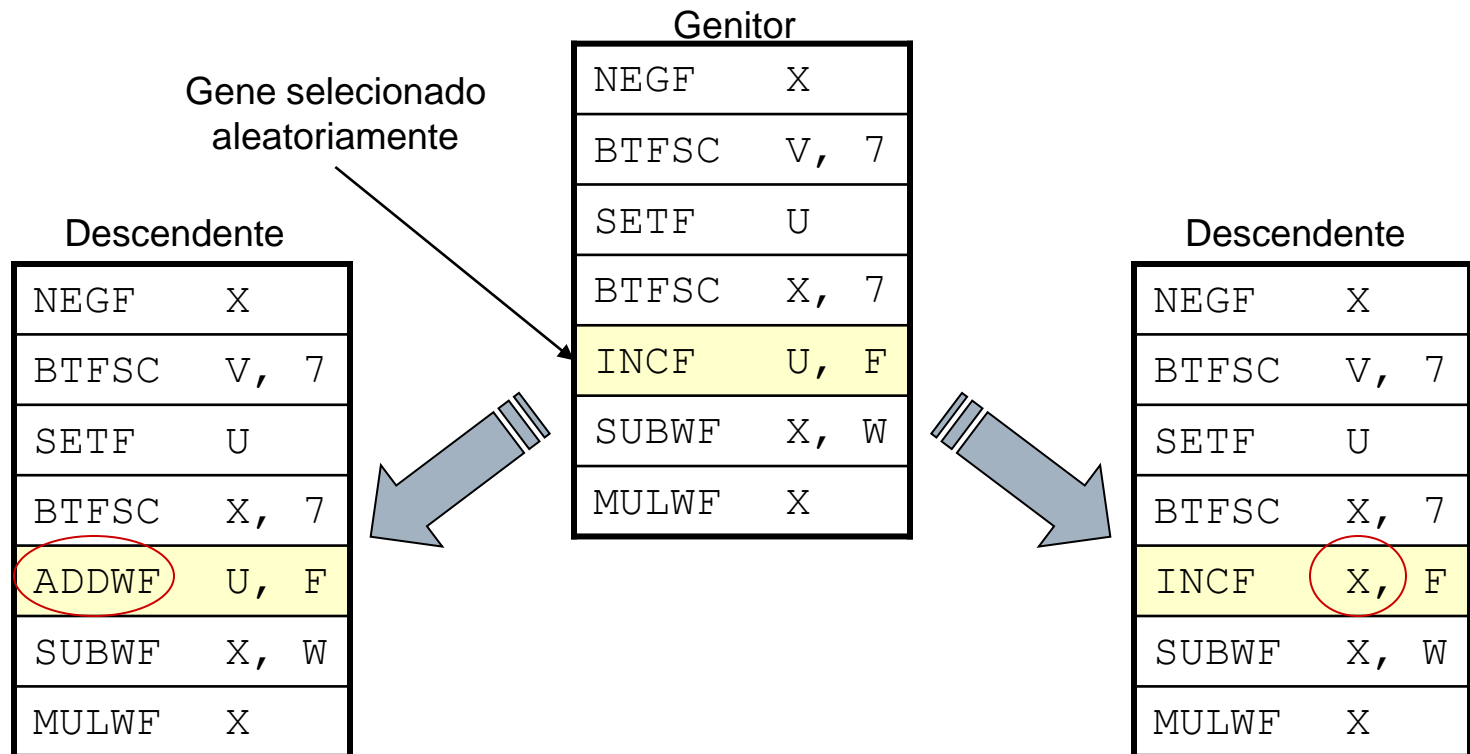 Genitor
NEGF X
BTFSC V, 7
SETF U
BTFSC X, 7
INCF U, F
SUBWF X, W
MULWF X
Gene selecionado
aleatoriamente
Descendente
NEGF X
BTFSC V, 7
SETF U
BTFSC X, 7
ADDWF U, F
SUBWF X, W
MULWF X
Descendente
NEGF X
BTFSC V, 7
SETF U
BTFSC X, 7
INCF X, F
SUBWF X, W
MULWF X